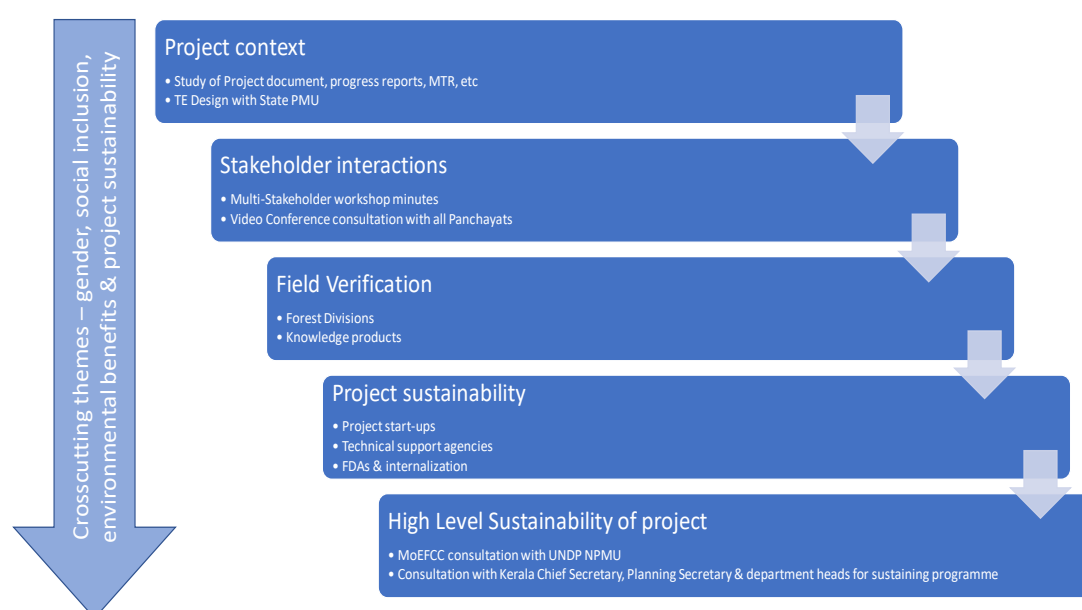 Crosscutting themes – gender, social inclusion,
environmental benefits & project sustainability
Project context
• Study of Project document, progress reports, MTR, etc
• TE Design with State PMU
Stakeholder interactions
• Multi-Stakeholder workshop minutes
• Video Conference consultation with all Panchayats
Field Verification
• Forest Divisions
• Knowledge products
Project sustainability
• Project start-ups
• Technical support agencies
• FDAs & internalization
High Level Sustainability of project
• MoEFCC consultation with UNDP NPMU
• Consultation with Kerala Chief Secretary, Planning Secretary & department heads for sustaining programme